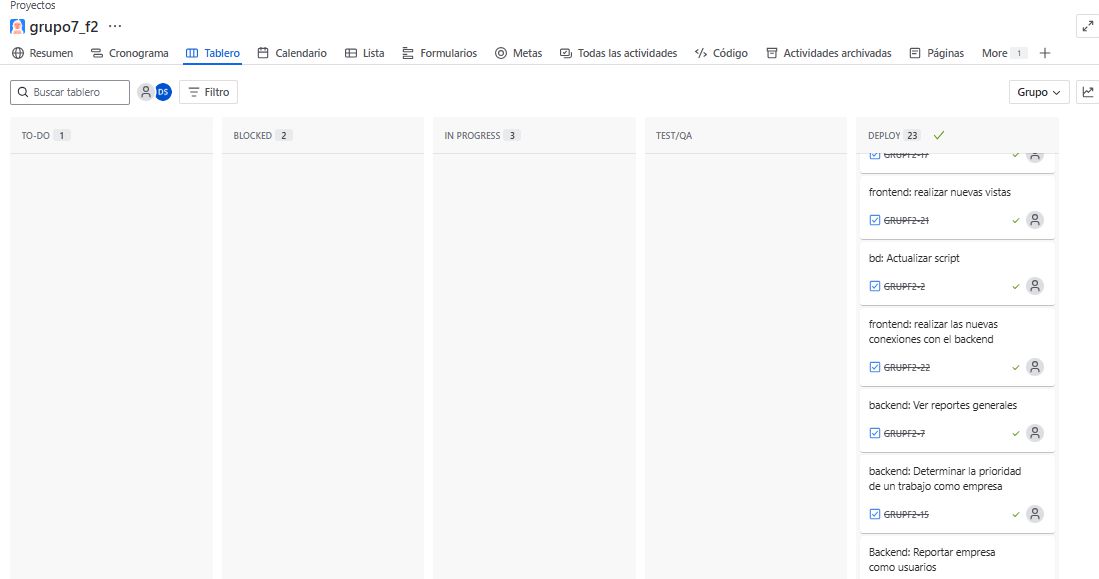 Proyectos
grupo7_f2 ...
Resumen Cronograma Tablero Calendario Lista Formularios Metas Todas las actividades Código Actividades archivadas Páginas More 1
Buscar tablero DS Filtro Grupo
TO-DO 1 BLOCKED 2 IN PROGRESS 3 TEST/QA DEPLOY 23
GRUPF2-17
frontend: realizar nuevas vistas
GRUPF2-21
bd: Actualizar script
GRUPF2-2
frontend: realizar las nuevas
conexiones con el backend
GRUPF2-22
backend: Ver reportes generales
GRUPF2-7
backend: Determinar la prioridad
de un trabajo como empresa
GRUPF2-15
Backend: Reportar empresa
como usuarios